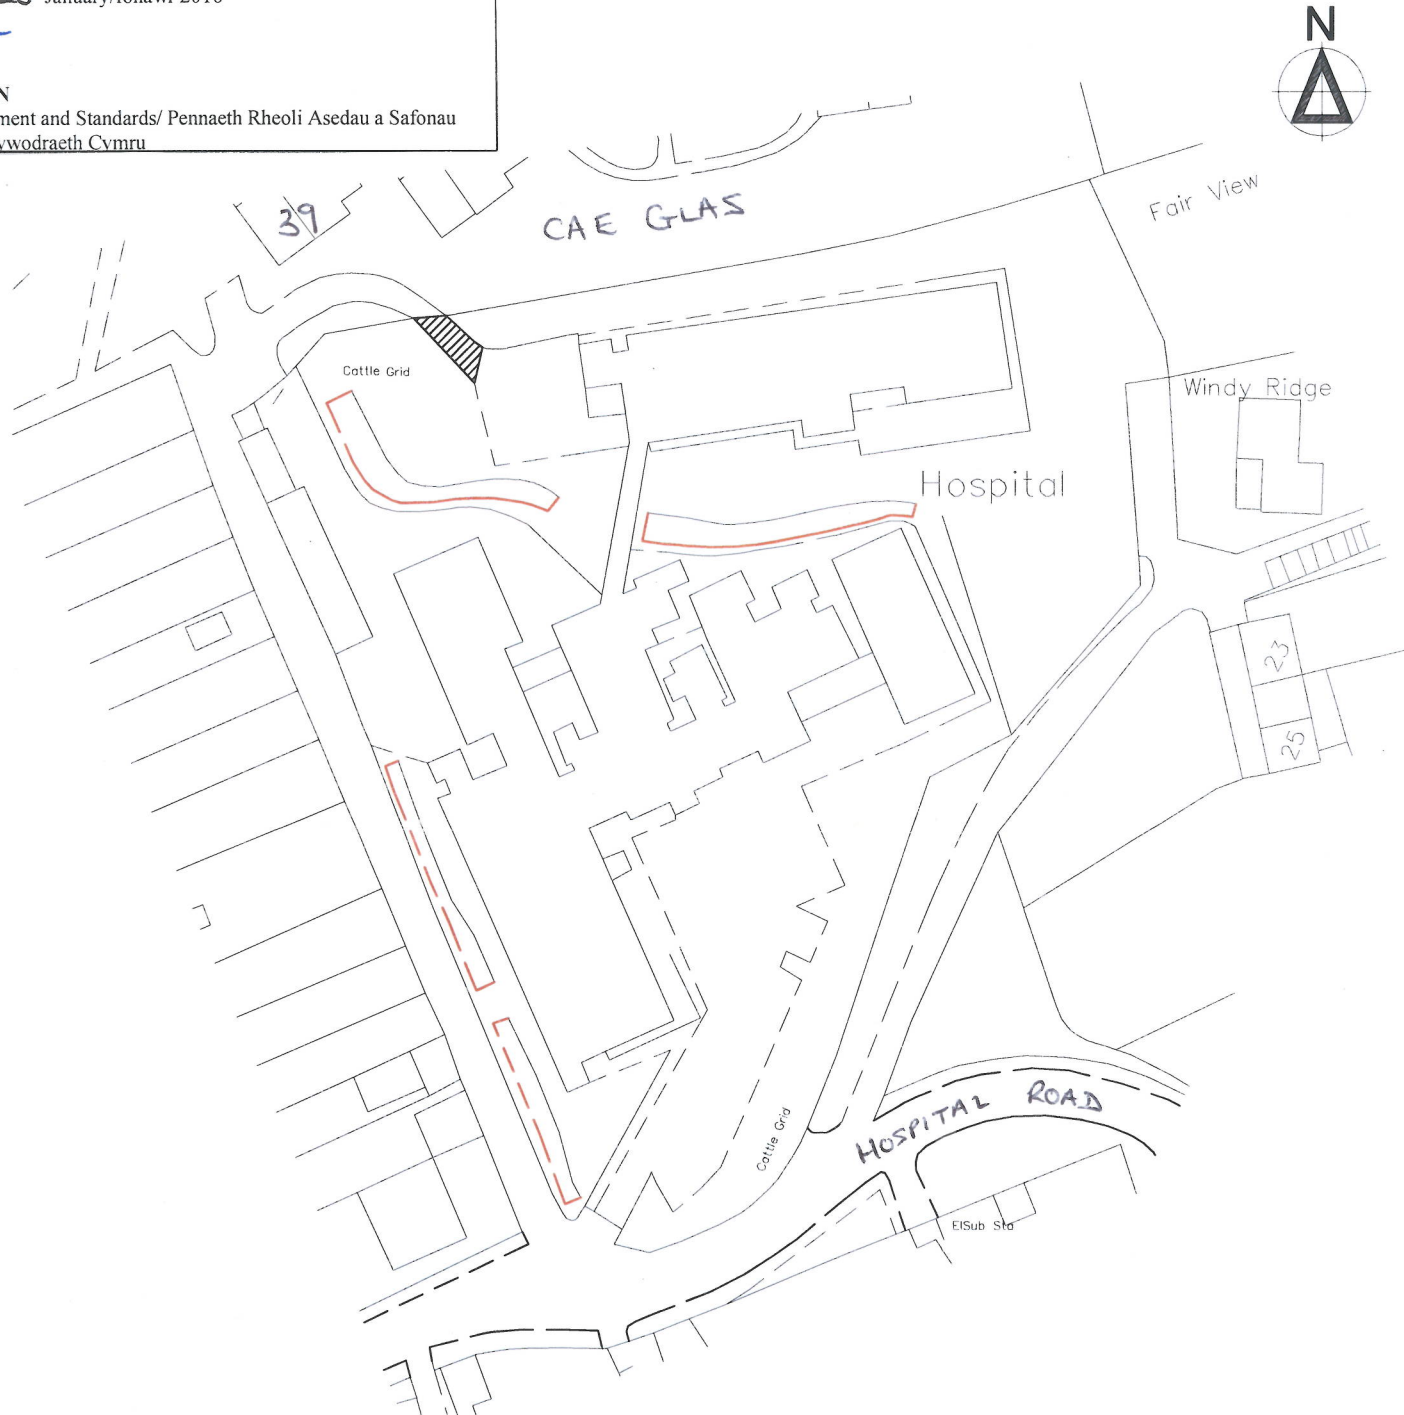 January/Ionawr 2016
N
ment and Standards/ Pennaeth Rheoli Asedau a Safonau
ywodraeth Cymru
N
39
CAE GLAS
Fair View
Cattle Grid
Windy Ridge
Hospital
23
25
Cattle Grid
HOSPITAL ROAD
ElSub Sta